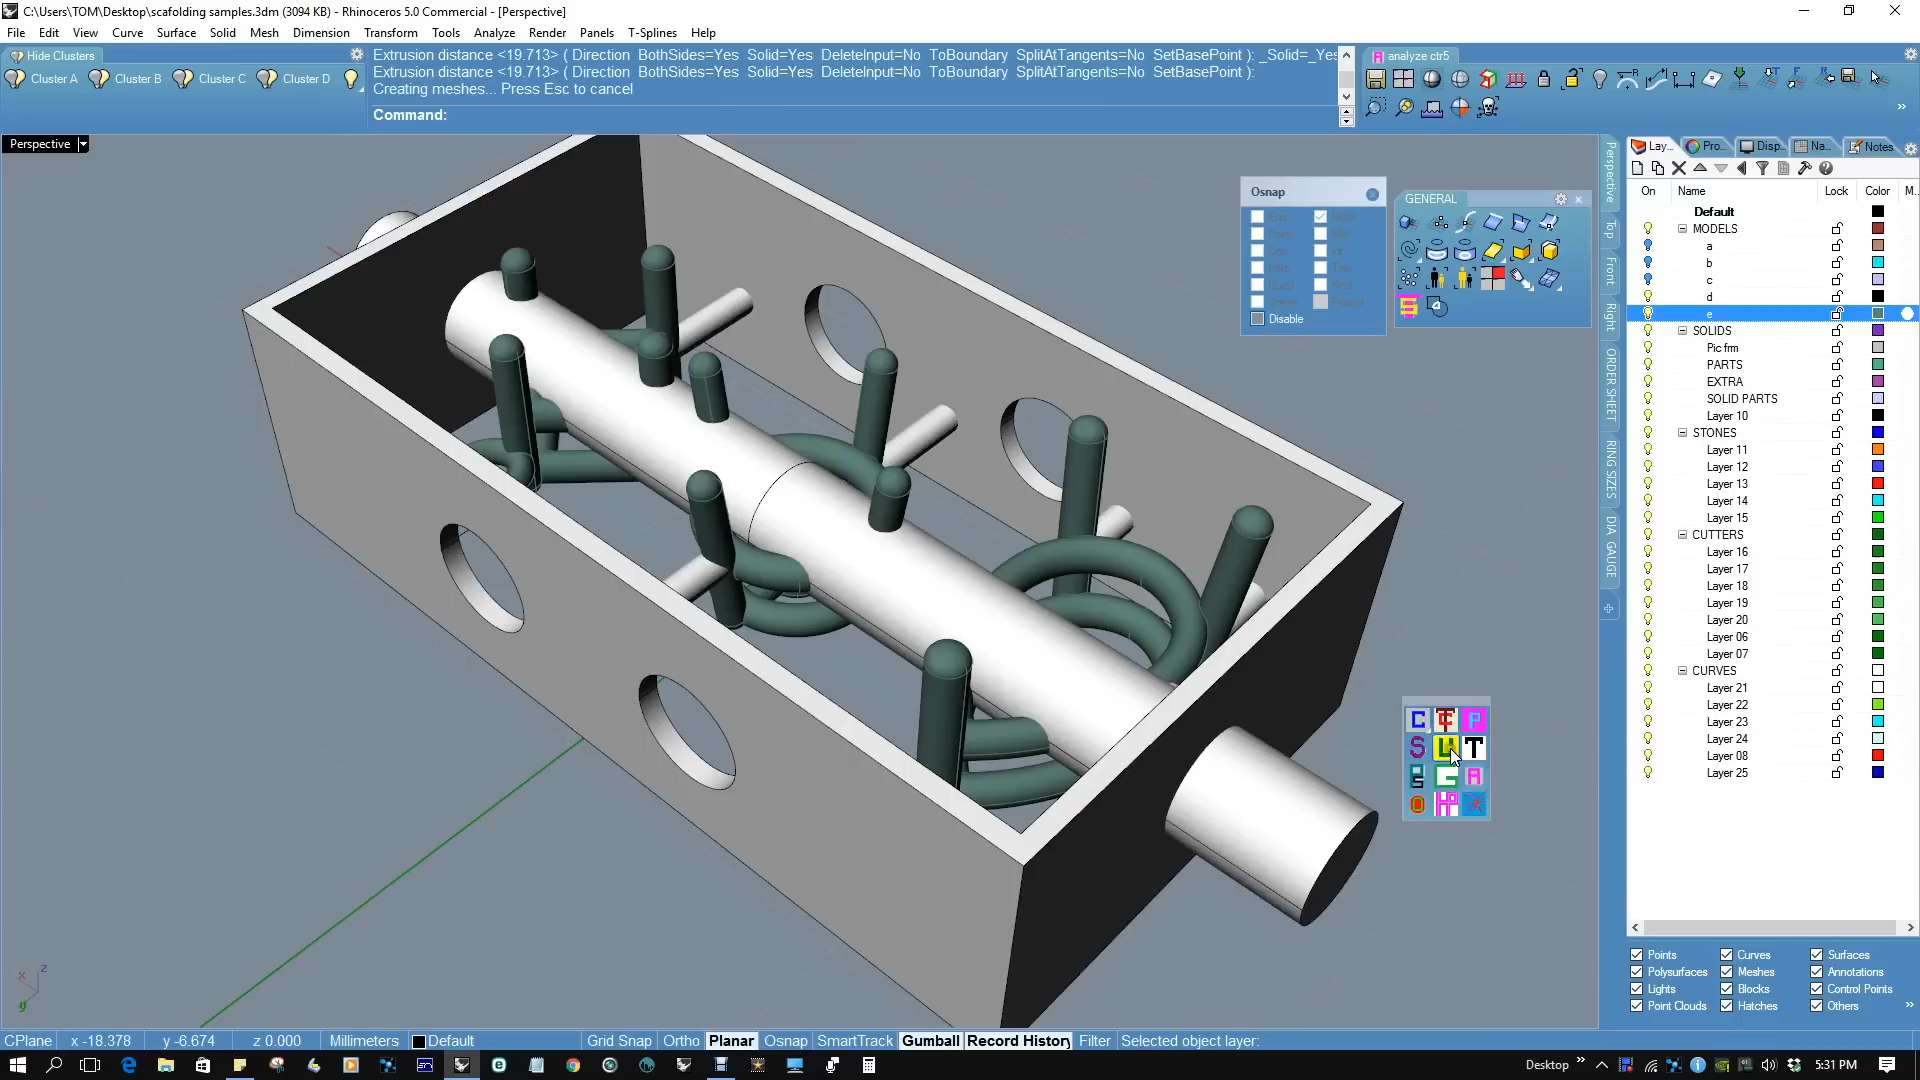 C:\Users\TOM\Desktop\scafolding samples.3dm (3094 KB) - Rhinoceros 5.0 Commercial - [Perspective]
File Edit View Curve Surface Solid Mesh Dimension Transform Tools Analyze Render Panels T-Splines Help
Hide Clusters
Cluster A Cluster B Cluster C Cluster D
Extrusion distance <19.713> ( Direction BothSides=Yes Solid=Yes DeleteInput=No ToBoundary SplitAtTangents=No SetBasePoint ): _Solid=_Yes
Extrusion distance <19.713> ( Direction BothSides=Yes Solid=Yes DeleteInput=No ToBoundary SplitAtTangents=No SetBasePoint ):
Creating meshes... Press Esc to cancel
Command:
analyze ctr5
Perspective
Osnap
Disable
GENERAL
Perspective
Top
Front
Right
ORDER SHEET
RING SIZES
DIA GAUGE
Lay... Pro... Disp... Na... Notes
On Name Lock Color M...
Default
MODELS
a
b
c
d
e
SOLIDS
Pic frm
PARTS
EXTRA
SOLID PARTS
Layer 10
STONES
Layer 11
Layer 12
Layer 13
Layer 14
Layer 15
CUTTERS
Layer 16
Layer 17
Layer 18
Layer 19
Layer 20
Layer 06
Layer 07
CURVES
Layer 21
Layer 22
Layer 23
Layer 24
Layer 08
Layer 25
Points Curves Surfaces
Polysurfaces Meshes Annotations
Lights Blocks Control Points
Point Clouds Hatches Others
x z
y
CPlane x -18.378 y -6.674 z 0.000 Millimeters Default Grid Snap Ortho Planar Osnap SmartTrack Gumball Record History Filter Selected object layer:
Desktop 5:31 PM